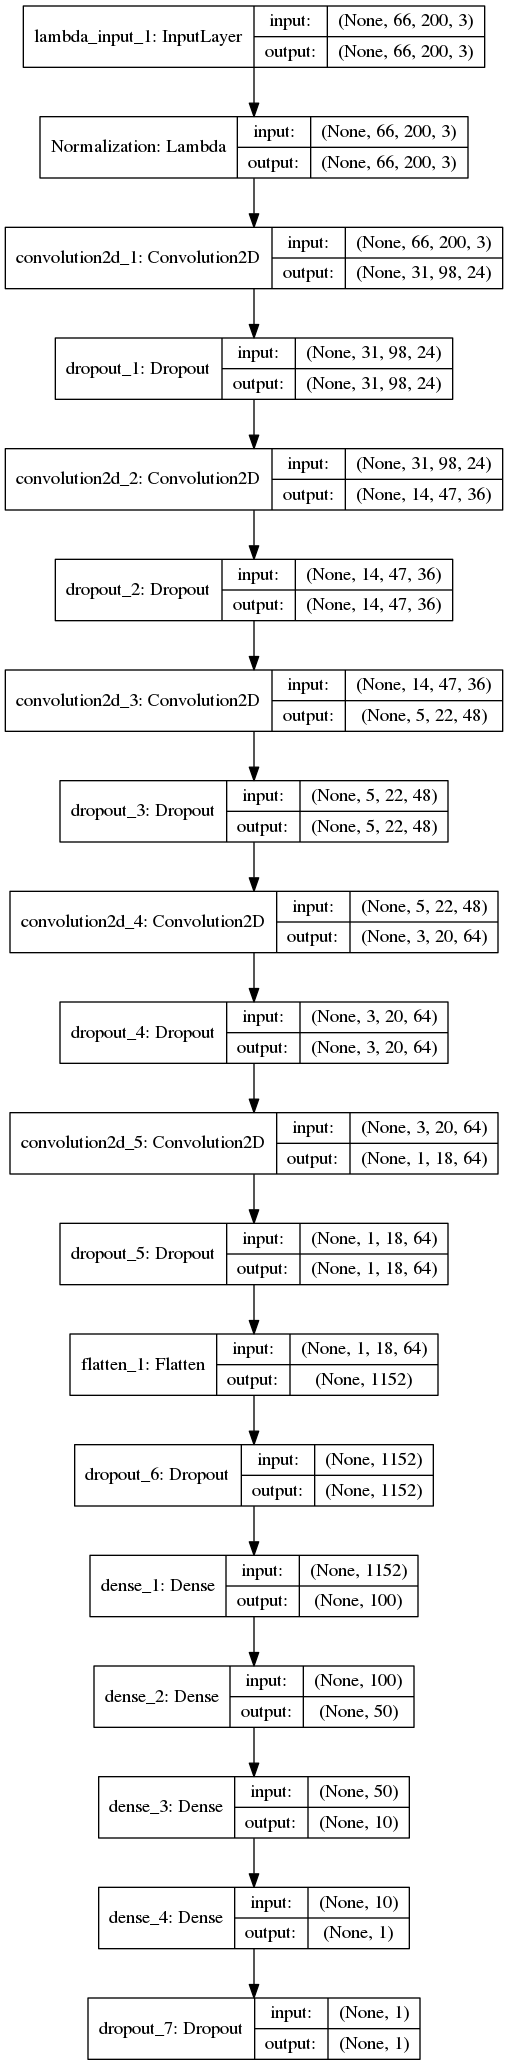 lambda_input_1: InputLayer
input: (None, 66, 200, 3)
output: (None, 66, 200, 3)
Normalization: Lambda
input: (None, 66, 200, 3)
output: (None, 66, 200, 3)
convolution2d_1: Convolution2D
input: (None, 66, 200, 3)
output: (None, 31, 98, 24)
dropout_1: Dropout
input: (None, 31, 98, 24)
output: (None, 31, 98, 24)
convolution2d_2: Convolution2D
input: (None, 31, 98, 24)
output: (None, 14, 47, 36)
dropout_2: Dropout
input: (None, 14, 47, 36)
output: (None, 14, 47, 36)
convolution2d_3: Convolution2D
input: (None, 14, 47, 36)
output: (None, 5, 22, 48)
dropout_3: Dropout
input: (None, 5, 22, 48)
output: (None, 5, 22, 48)
convolution2d_4: Convolution2D
input: (None, 5, 22, 48)
output: (None, 3, 20, 64)
dropout_4: Dropout
input: (None, 3, 20, 64)
output: (None, 3, 20, 64)
convolution2d_5: Convolution2D
input: (None, 3, 20, 64)
output: (None, 1, 18, 64)
dropout_5: Dropout
input: (None, 1, 18, 64)
output: (None, 1, 18, 64)
flatten_1: Flatten
input: (None, 1, 18, 64)
output: (None, 1152)
dropout_6: Dropout
input: (None, 1152)
output: (None, 1152)
dense_1: Dense
input: (None, 1152)
output: (None, 100)
dense_2: Dense
input: (None, 100)
output: (None, 50)
dense_3: Dense
input: (None, 50)
output: (None, 10)
dense_4: Dense
input: (None, 10)
output: (None, 1)
dropout_7: Dropout
input: (None, 1)
output: (None, 1)